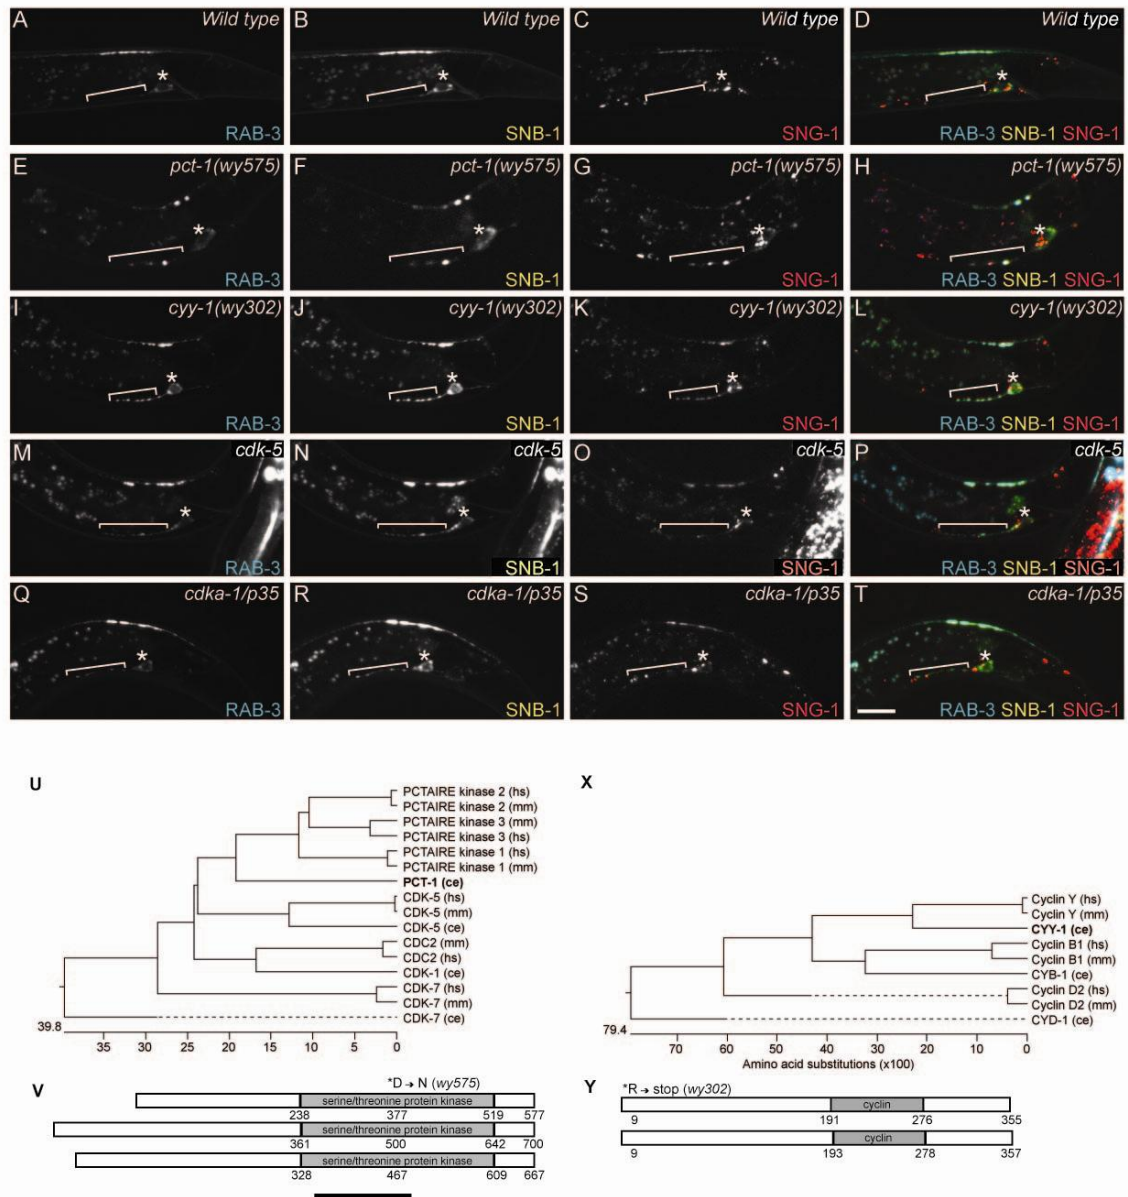 A Wild type B Wild type C Wild type D Wild type
* * * *
RAB-3 SNB-1 SNG-1 RAB-3 SNB-1 SNG-1
E pct-1(wy575) F pct-1(wy575) G pct-1(wy575) H pct-1(wy575)
* * * *
RAB-3 SNB-1 SNG-1 RAB-3 SNB-1 SNG-1
I cyy-1(wy302) J cyy-1(wy302) K cyy-1(wy302) L cyy-1(wy302)
* * * *
RAB-3 SNB-1 SNG-1 RAB-3 SNB-1 SNG-1
M cdk-5 N cdk-5 O cdk-5 P cdk-5
* * * *
RAB-3 SNB-1 SNG-1 RAB-3 SNB-1 SNG-1
Q cdka-1/p35 R cdka-1/p35 S cdka-1/p35 T cdka-1/p35
* * * *
RAB-3 SNB-1 SNG-1 RAB-3 SNB-1 SNG-1
U
PCTAIRE kinase 2 (hs)
PCTAIRE kinase 2 (mm)
PCTAIRE kinase 3 (mm)
PCTAIRE kinase 3 (hs)
PCTAIRE kinase 1 (hs)
PCTAIRE kinase 1 (mm)
PCT-1 (ce)
CDK-5 (hs)
CDK-5 (mm)
CDK-5 (ce)
CDC2 (mm)
CDC2 (hs)
CDK-1 (ce)
CDK-7 (hs)
CDK-7 (mm)
CDK-7 (ce)
39.8
35 30 25 20 15 10 5 0
X
Cyclin Y (hs)
Cyclin Y (mm)
CYY-1 (ce)
Cyclin B1 (hs)
Cyclin B1 (mm)
CYB-1 (ce)
Cyclin D2 (hs)
Cyclin D2 (mm)
CYD-1 (ce)
79.4
70 60 50 40 30 20 10 0
Amino acid substitutions (x100)
V
*D → N (wy575)
serine/threonine protein kinase
238 377 519 577
serine/threonine protein kinase
361 500 642 700
serine/threonine protein kinase
328 467 609 667
Y
*R → stop (wy302)
cyclin
9 191 276 355
cyclin
9 193 278 357